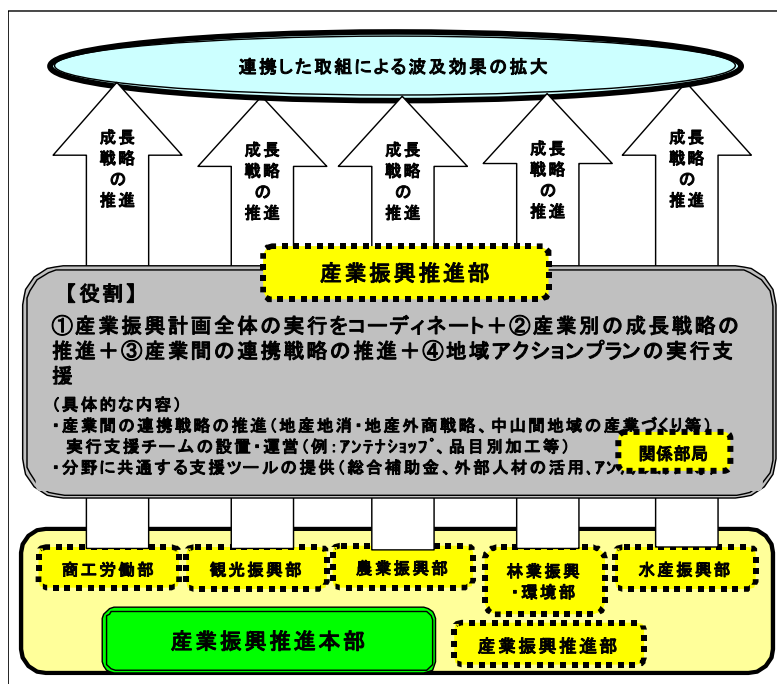 連携した取組による波及効果の拡大
成長
戦略
の
推進
成長
戦略
の
推進
成長
戦略
の
推進
成長
戦略
の
推進
成長
戦略
の
推進
産業振興推進部
【役割】
①産業振興計画全体の実行をコーディネート＋②産業別の成長戦略の
推進＋③産業間の連携戦略の推進＋④地域アクションプランの実行支
援
(具体的な内容)
・産業間の連携戦略の推進(地産地消・地産外商戦略、中山間地域の産業づくり等)
実行支援チームの設置・運営(例:ｱﾝﾃﾅｼｮｯﾌﾟ、品目別加工等)
・分野に共通する支援ツールの提供(総合補助金、外部人材の活用、
関係部局
商工労働部
観光振興部
農業振興部
林業振興
・環境部
水産振興部
産業振興推進本部
産業振興推進部